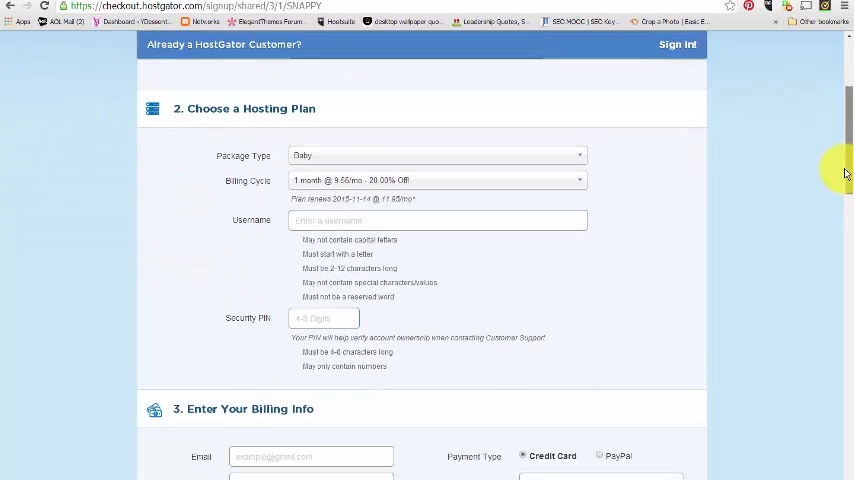 https://checkout.hostgator.com/signup/shared/3/1/SNAPPY
Apps AOL Mail (2) Dashboard ‹ YDessent... Networks ElegantThemes Forum... Hootsuite desktop wallpaper quo... Leadership Quotes, S... SEO MOOC| SEO Key... Crop a Photo | Basic E... » Other bookmarks
Already a HostGator Customer? Sign In!
2. Choose a Hosting Plan
Package Type Baby
Billing Cycle 1 month @ 9.56/mo - 20.00% Off!
Plan renews 2015-11-14 @ 11.95/mo*
Username Enter a username
May not contain capital letters
Must start with a letter
Must be 2-12 characters long
May not contain special characters/values
Must not be a reserved word
Security PIN 4-8 Digits
Your PIN will help verify account ownership when contacting Customer Support.
Must be 4-8 characters long
May only contain numbers
3. Enter Your Billing Info
Email example@gmail.com Payment Type Credit Card PayPal